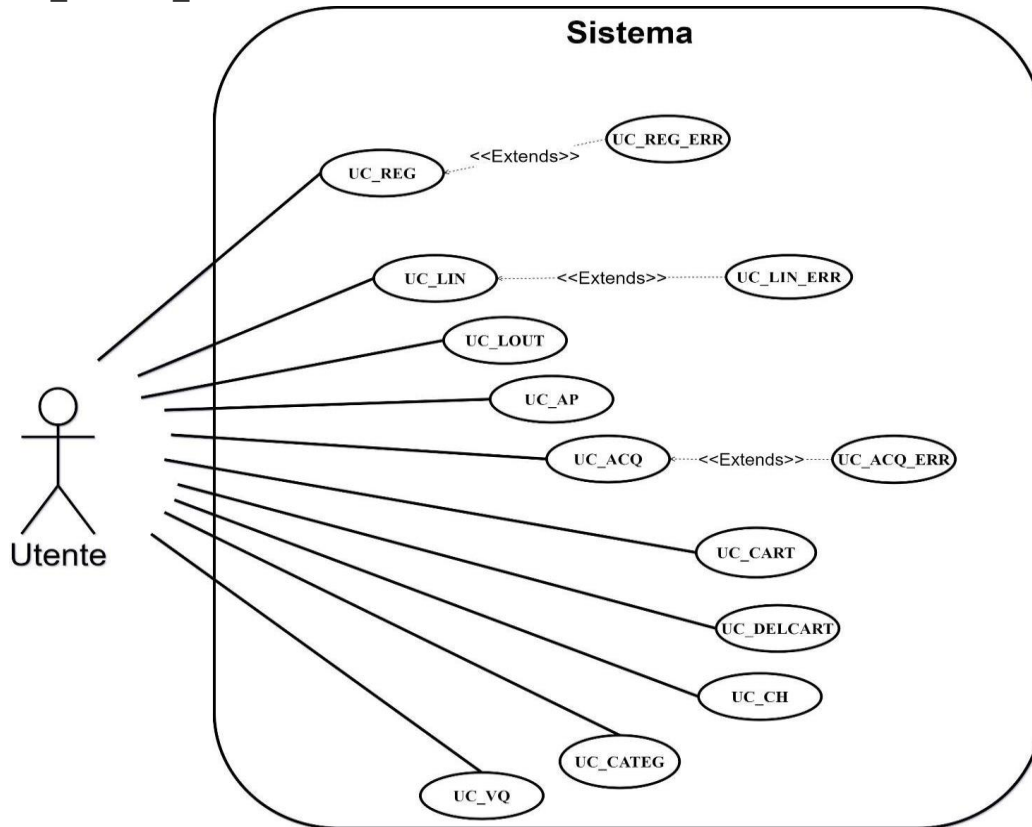 Sistema
UC_REG_ERR
<<Extends>>
UC_REG
UC_LIN
<<Extends>>
UC_LIN_ERR
UC_LOUT
UC_AP
UC_ACQ
<<Extends>>
UC_ACQ_ERR
Utente
UC_CART
UC_DELCART
UC_CH
UC_CATEG
UC_VQ